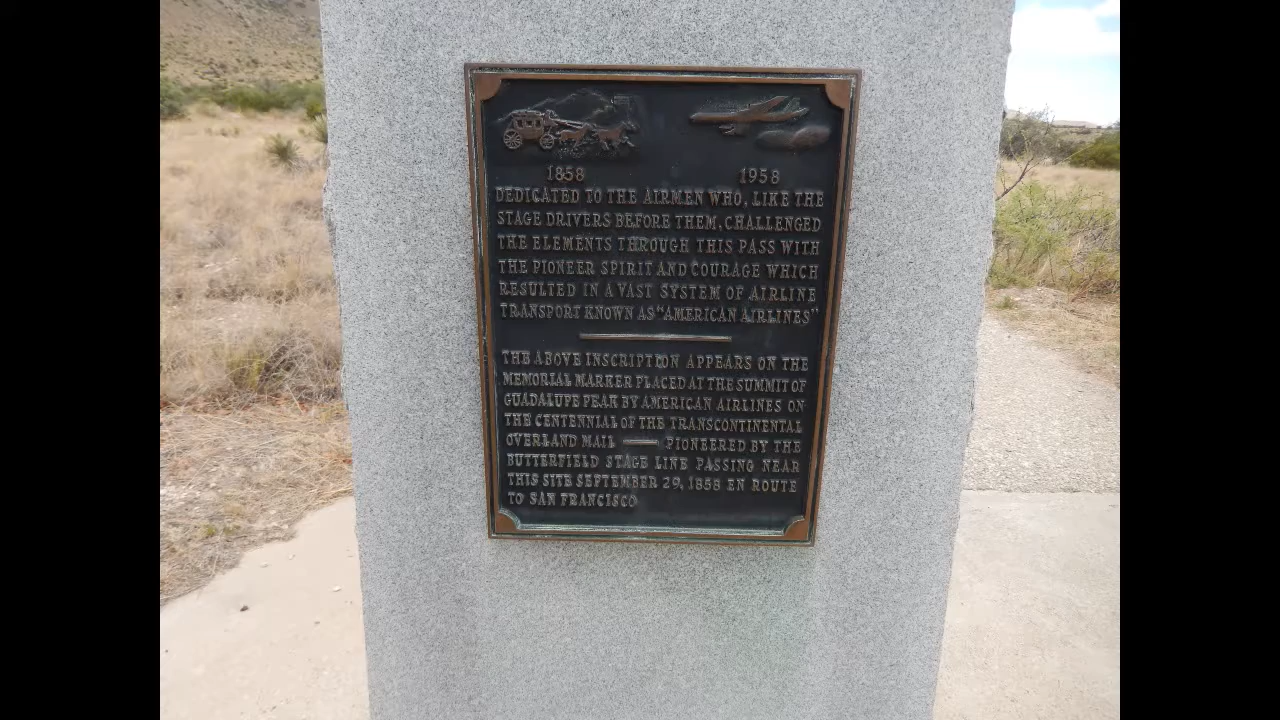 1858 1958
DEDICATED TO THE AIRMEN WHO, LIKE THE
STAGE DRIVERS BEFORE THEM, CHALLENGED
THE ELEMENTS THROUGH THIS PASS WITH
THE PIONEER SPIRIT AND COURAGE WHICH
RESULTED IN A VAST SYSTEM OF AIRLINE
TRANSPORT KNOWN AS "AMERICAN AIRLINES"
THE ABOVE INSCRIPTION APPEARS ON THE
MEMORIAL MARKER PLACED AT THE SUMMIT OF
GUADALUPE PEAK BY AMERICAN AIRLINES ON
THE CENTENNIAL OF THE TRANSCONTINENTAL
OVERLAND MAIL — PIONEERED BY THE
BUTTERFIELD STAGE LINE PASSING NEAR
THIS SITE SEPTEMBER 29, 1858 EN ROUTE
TO SAN FRANCISCO